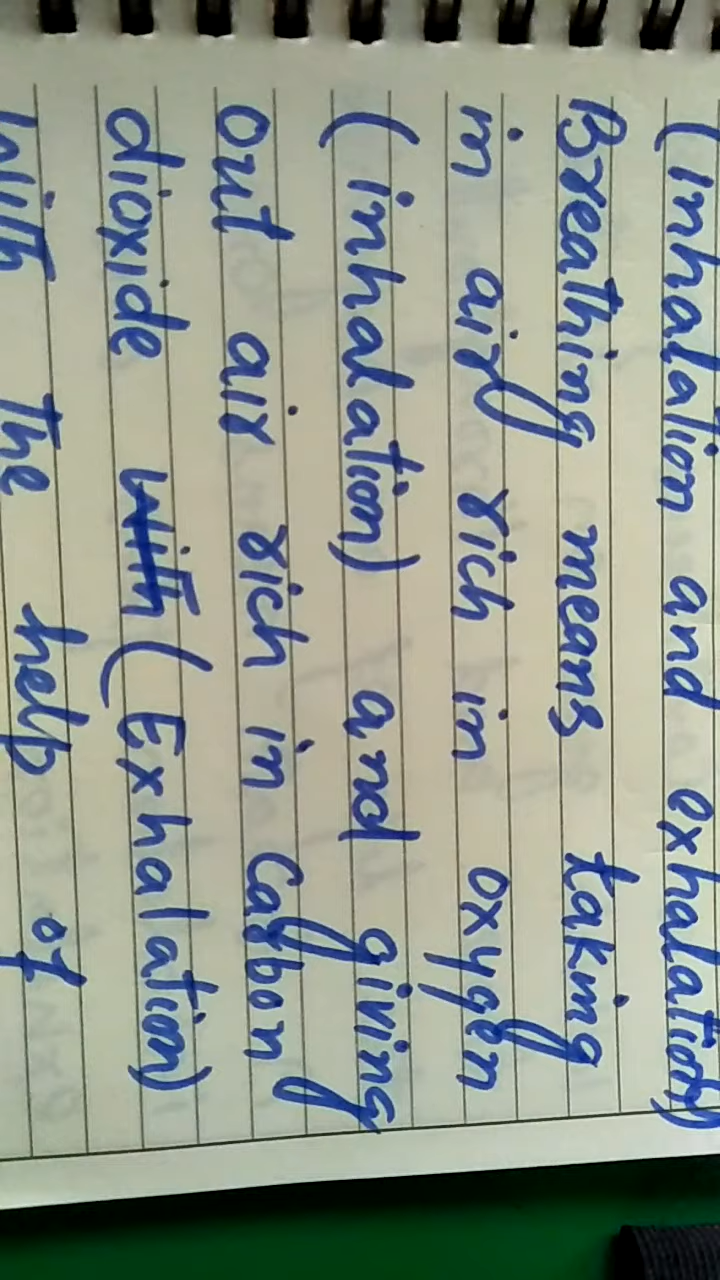 (inhalation and exhalation)
Breathing means taking
in air rich in oxygen
(inhalation) and giving
out air rich in Carbon
dioxide with (Exhalation)
with the help of